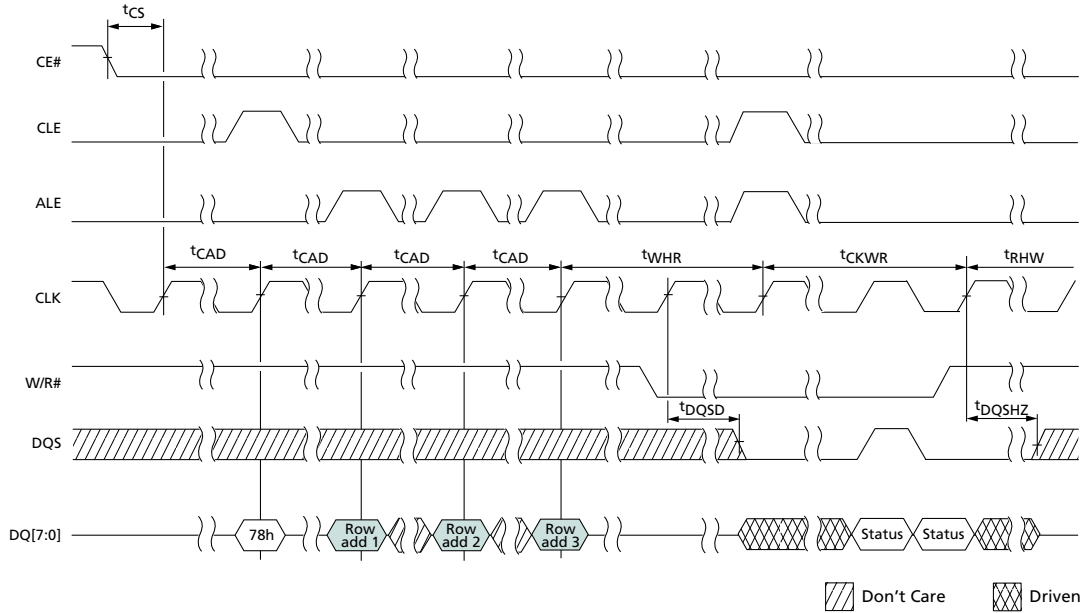 tCS
CE#
CLE
ALE
tCAD tCAD tCAD tCAD tWHR tCKWR tRHW
CLK
W/R#
tDQSD tDQSHZ
DQS
DQ[7:0] 78h Row add 1 Row add 2 Row add 3 Status Status
Don't Care Driven